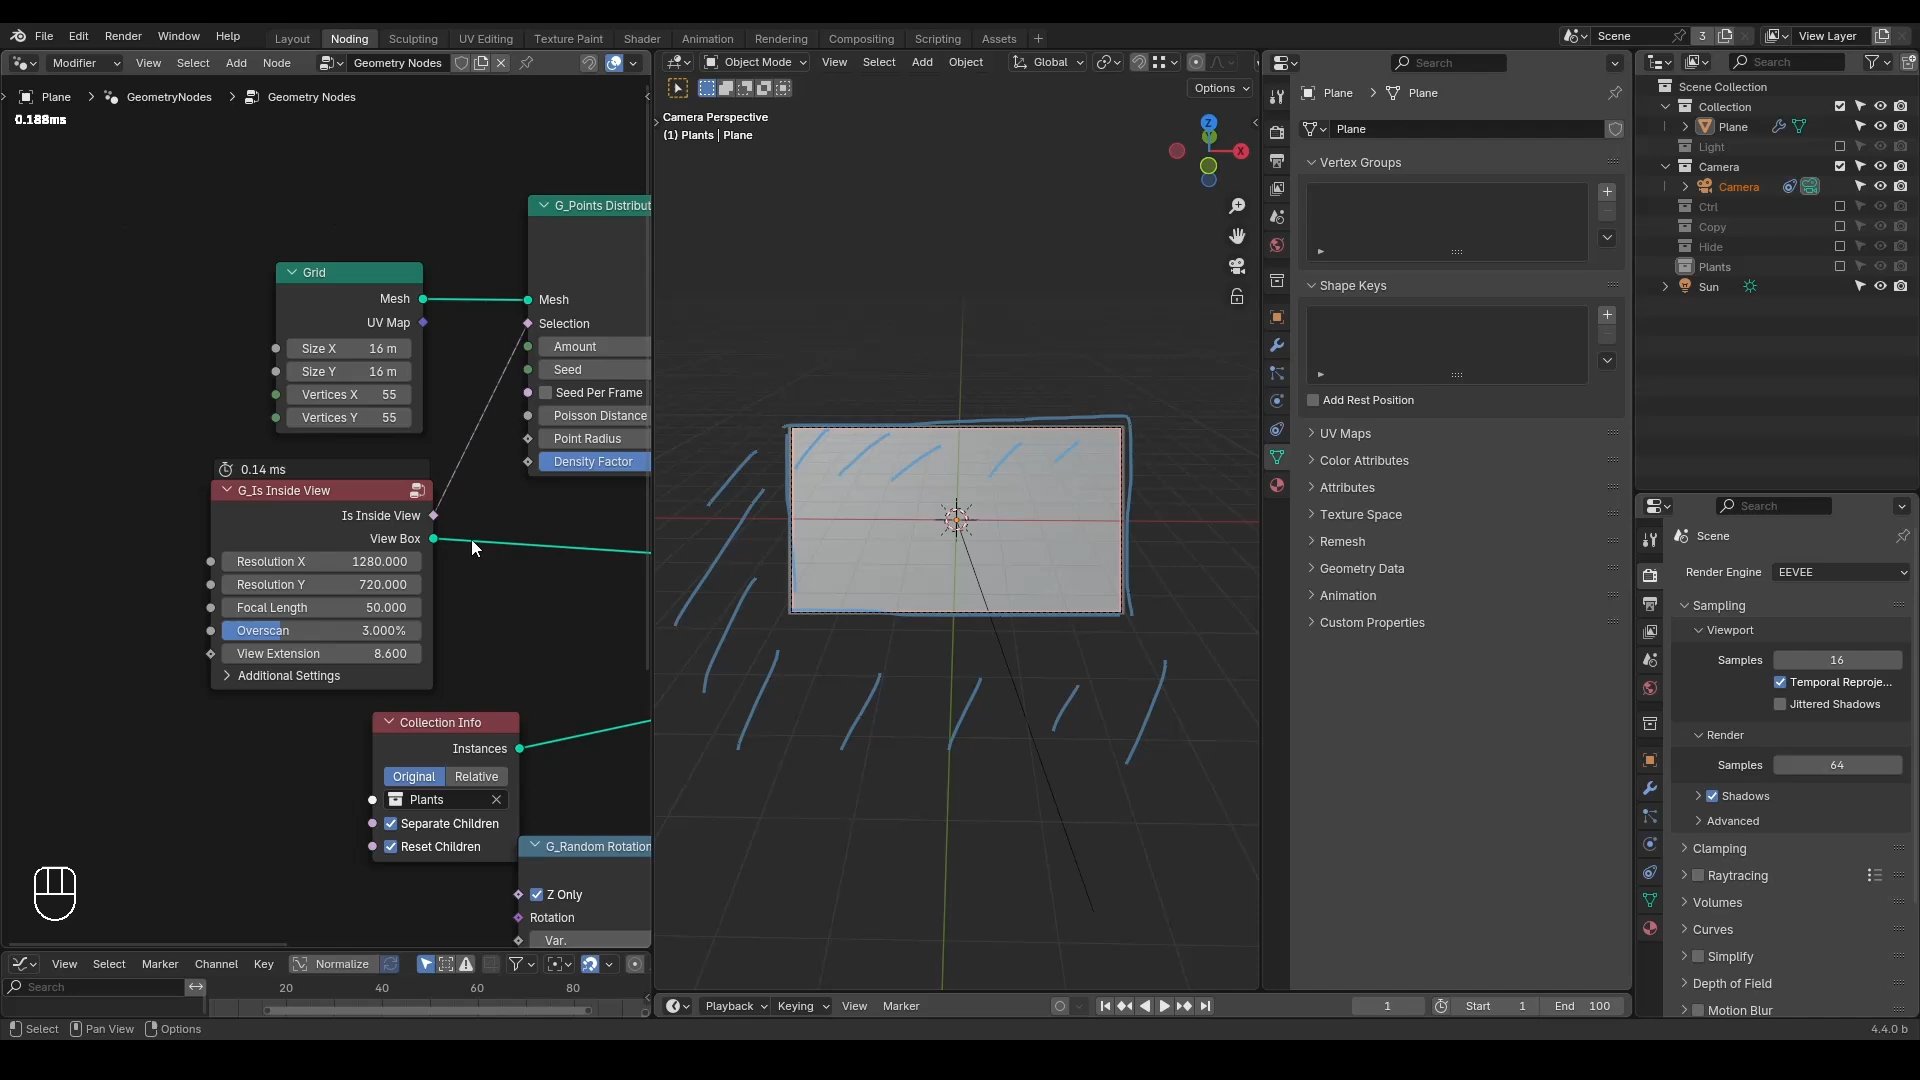 File Edit Render Window Help Layout Noding Sculpting UV Editing Texture Paint Shader Animation Rendering Compositing Scripting Assets + Scene 3 View Layer
Modifier View Select Add Node Geometry Nodes
Plane > GeometryNodes > Geometry Nodes
G_Points Distribut
Grid
Mesh
UV Map
Size X 16 m
Size Y 16 m
Vertices X 55
Vertices Y 55
Mesh
Selection
Amount
Seed
Seed Per Frame
Poisson Distance
Point Radius
Density Factor
0.14 ms
G_Is Inside View
Is Inside View
View Box
Resolution X 1280.000
Resolution Y 720.000
Focal Length 50.000
Overscan 3.000%
View Extension 8.600
Additional Settings
Collection Info
Instances
Original Relative
Plants
Separate Children
Reset Children
G_Random Rotation
Z Only
Rotation
Var.
View Select Marker Channel Key Normalize
Search 20 40 60 80
Select Pan View Options
Object Mode View Select Add Object Global
Options
Camera Perspective
(1) Plants | Plane
Z
X
Playback Keying View Marker 1 Start 1 End 100
Search
Plane > Plane
Plane
Vertex Groups
Shape Keys
Add Rest Position
UV Maps
Color Attributes
Attributes
Texture Space
Remesh
Geometry Data
Animation
Custom Properties
Search
Scene Collection
Collection
Plane
Light
Camera
Camera
Ctrl
Copy
Hide
Plants
Sun
Search
Scene
Render Engine EEVEE
Sampling
Viewport
Samples 16
Temporal Reproje...
Jittered Shadows
Render
Samples 64
Shadows
Advanced
Clamping
Raytracing
Volumes
Curves
Simplify
Depth of Field
Motion Blur
4.4.0 b